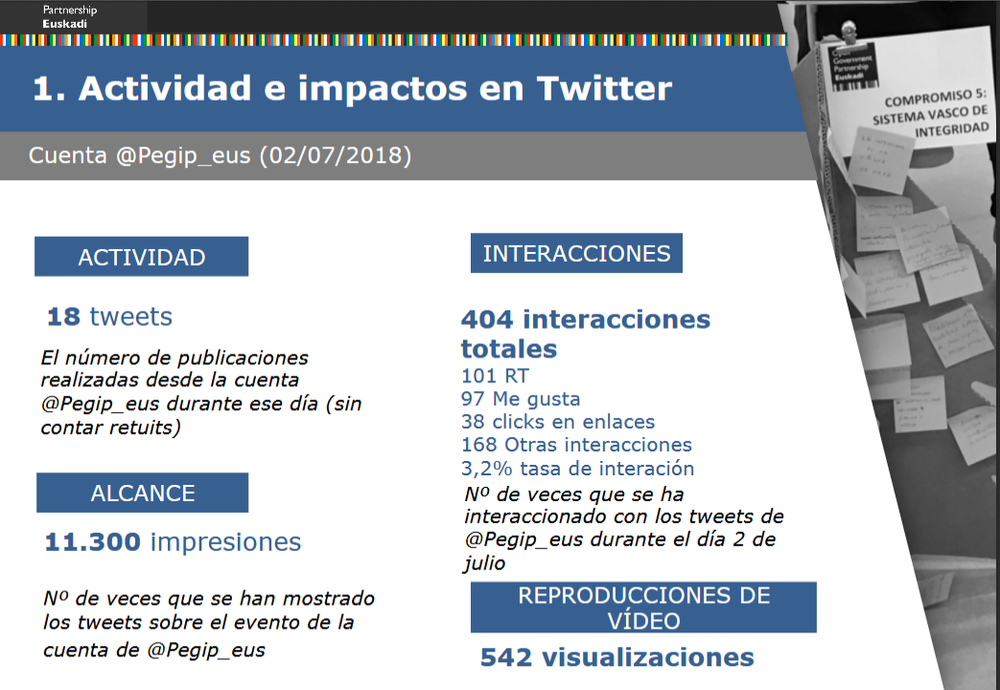 Partnership
Euskadi
1. Actividad e impactos en Twitter
Cuenta @Pegip_eus (02/07/2018)
Government
Partnership
Euskadi
COMPROMISO 5:
SISTEMA VASCO DE
INTEGRIDAD
ACTIVIDAD
18 tweets
El número de publicaciones
realizadas desde la cuenta
@Pegip_eus durante ese día (sin
contar retuits)
ALCANCE
11.300 impresiones
Nº de veces que se han mostrado
los tweets sobre el evento de la
cuenta de @Pegip_eus
INTERACCIONES
404 interacciones
totales
101 RT
97 Me gusta
38 clicks en enlaces
168 Otras interacciones
3,2% tasa de interación
Nº de veces que se ha
interaccionado con los tweets de
@Pegip_eus durante el día 2 de
julio
REPRODUCCIONES DE
VÍDEO
542 visualizaciones